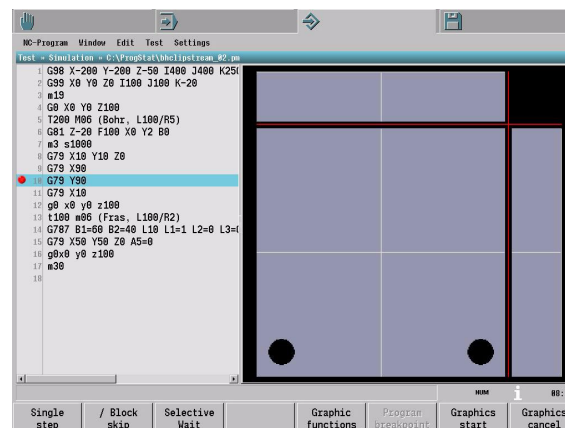 NC-Program Window Edit Test Settings
Test - Simulation - C:\ProgStat\bhclipstream_02.pm
1 G98 X-200 Y-200 Z-50 I400 J400 K250
2 G99 X0 Y0 Z0 I100 J100 K-20
3 m19
4 G0 X0 Y0 Z100
5 T200 M06 (Bohr, L100/R5)
6 G81 Z-20 F100 X0 Y2 B0
7 m3 s1000
8 G79 X10 Y10 Z0
9 G79 X90
10 G79 Y90
11 G79 X10
12 g0 x0 y0 z100
13 t100 m06 (Fras, L100/R2)
14 G787 B1=60 B2=40 L10 L1=1 L2=0 L3=
15 G79 X50 Y50 Z0 A5=0
16 g0x0 y0 z100
17 m30
18
NUM 08:
Single step
/ Block skip
Selective Wait
Graphic functions
Program breakpoint
Graphics start
Graphics cancel